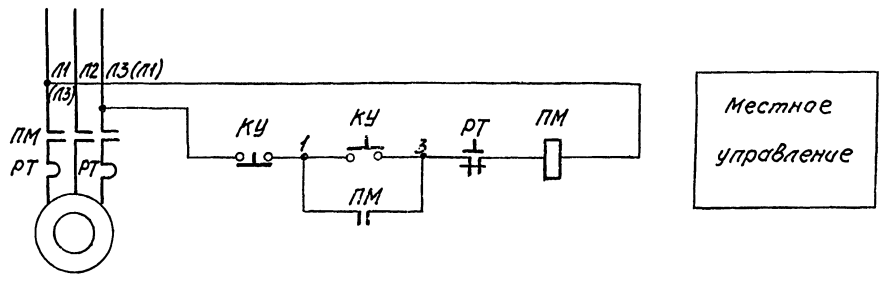 Л1 Л2 Л3(Л1)
(Л3)
ПМ
РТ РТ
КУ
1
КУ
3
РТ
ПМ
ПМ
Местное
управление